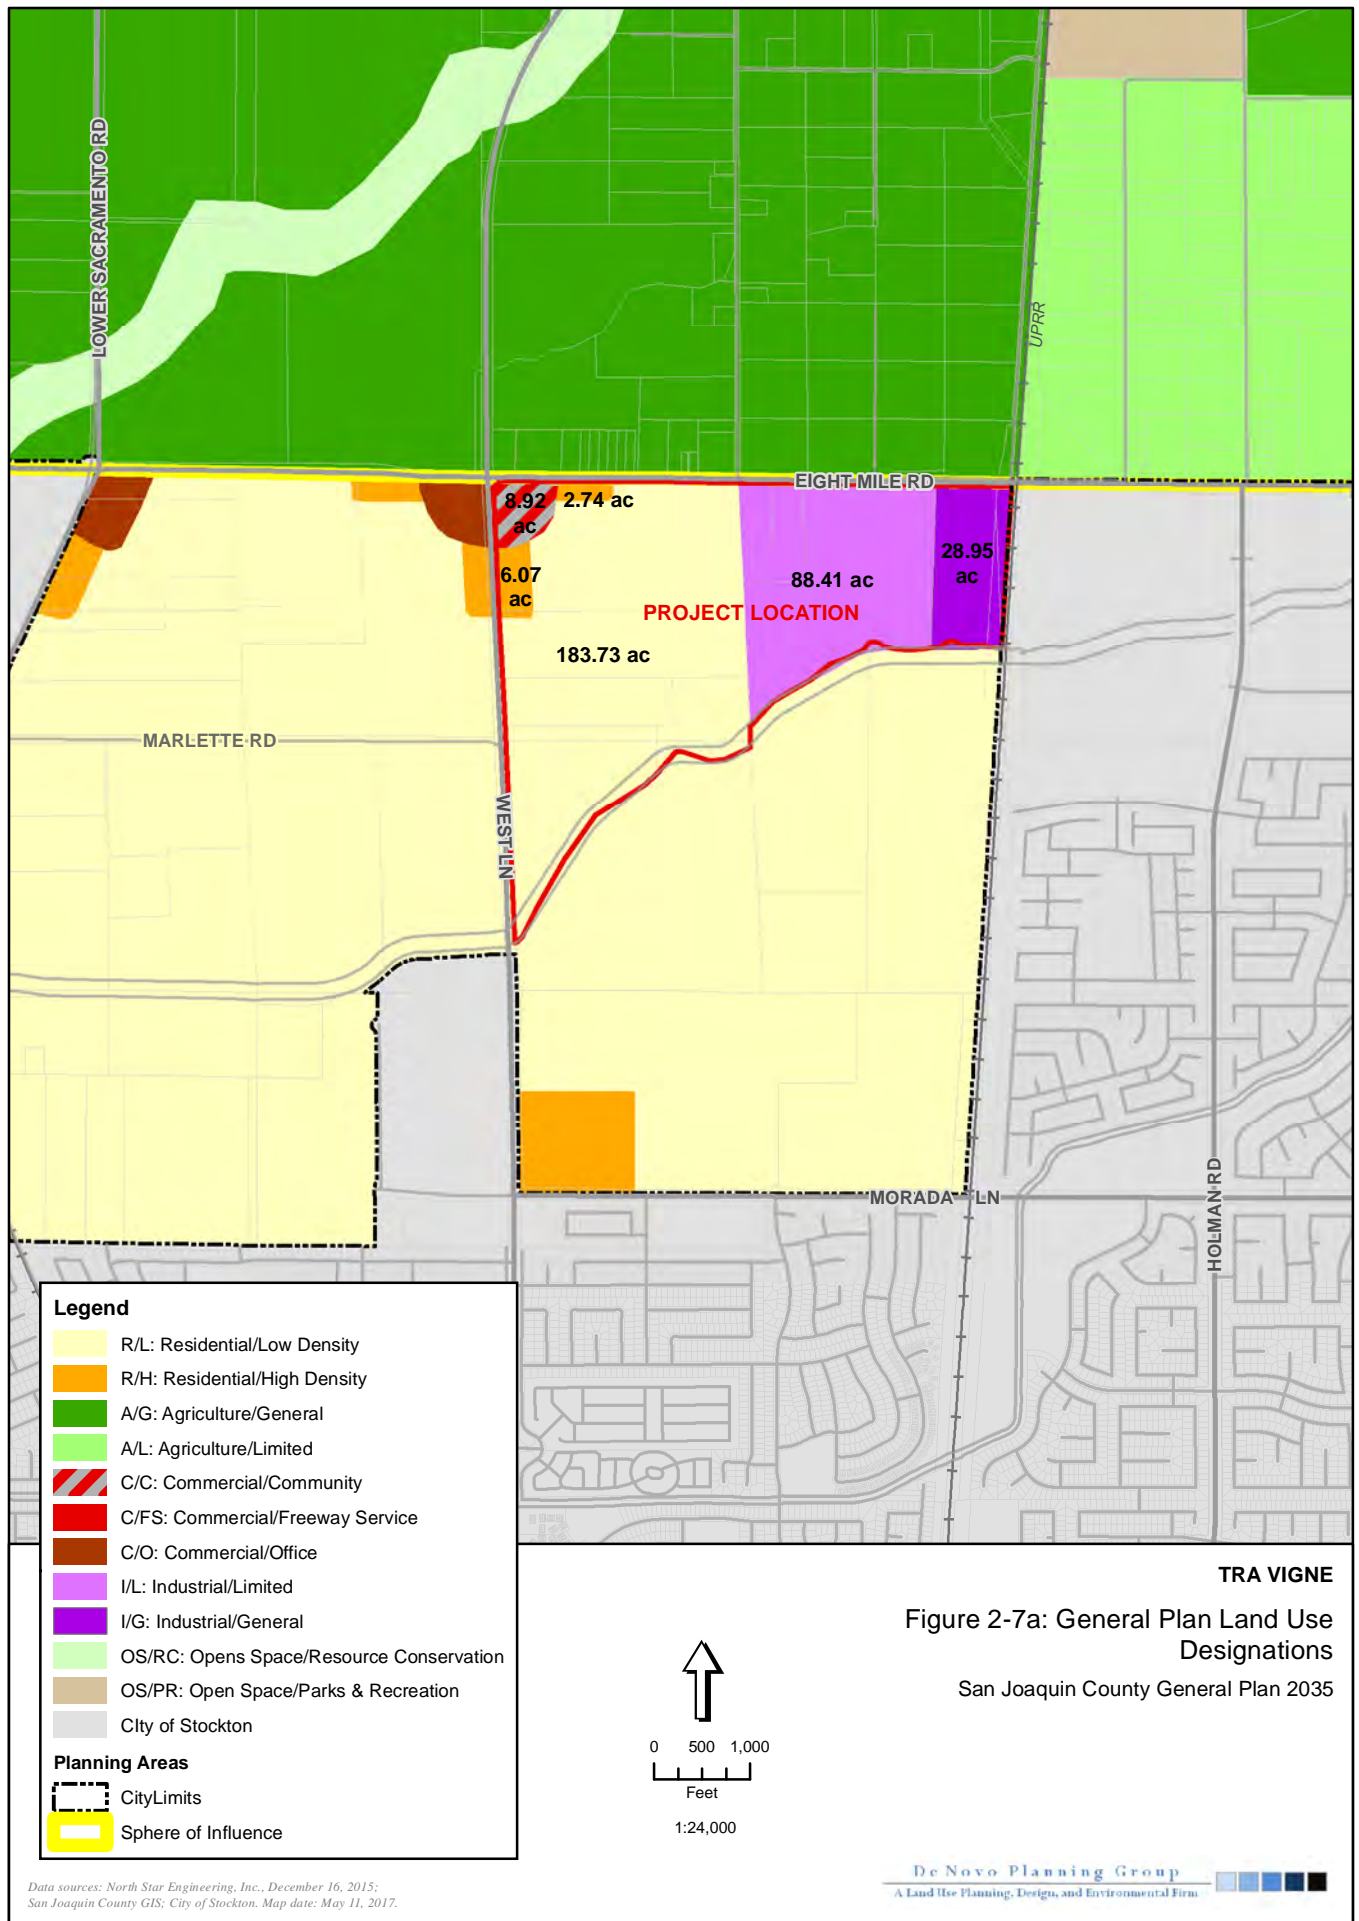 LOWER SACRAMENTO RD
UPRR
EIGHT MILE RD
8.92
ac
2.74 ac
28.95
ac
6.07
ac
88.41 ac
PROJECT LOCATION
183.73 ac
MARLETTE RD
WEST LN
MORADA LN
HOLMAN RD
Legend
R/L: Residential/Low Density
R/H: Residential/High Density
A/G: Agriculture/General
A/L: Agriculture/Limited
C/C: Commercial/Community
C/FS: Commercial/Freeway Service
C/O: Commercial/Office
I/L: Industrial/Limited
I/G: Industrial/General
OS/RC: Opens Space/Resource Conservation
OS/PR: Open Space/Parks & Recreation
CIty of Stockton
Planning Areas
CityLimits
Sphere of Influence
TRA VIGNE
Figure 2-7a: General Plan Land Use
Designations
San Joaquin County General Plan 2035
0 500 1,000
Feet
1:24,000
Data sources: North Star Engineering, Inc., December 16, 2015;
San Joaquin County GIS; City of Stockton. Map date: May 11, 2017.
De Novo Planning Group
A Land Use Planning, Design, and Environmental Firm